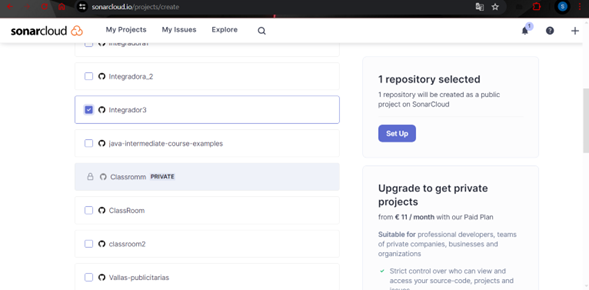 sonarcloud.io/projects/create
S
sonarcloud
My Projects
My Issues
Explore
1
Integradora_2
Integrador3
java-intermediate-course-examples
Classromm PRIVATE
ClassRoom
classroom2
Vallas-publicitarias
1 repository selected
1 repository will be created as a public
project on SonarCloud
Set Up
Upgrade to get private
projects
from € 11 / month with our Paid Plan
Suitable for professional developers, teams
of private companies, businesses and
organizations
Strict control over who can view and
access your source-code, projects and